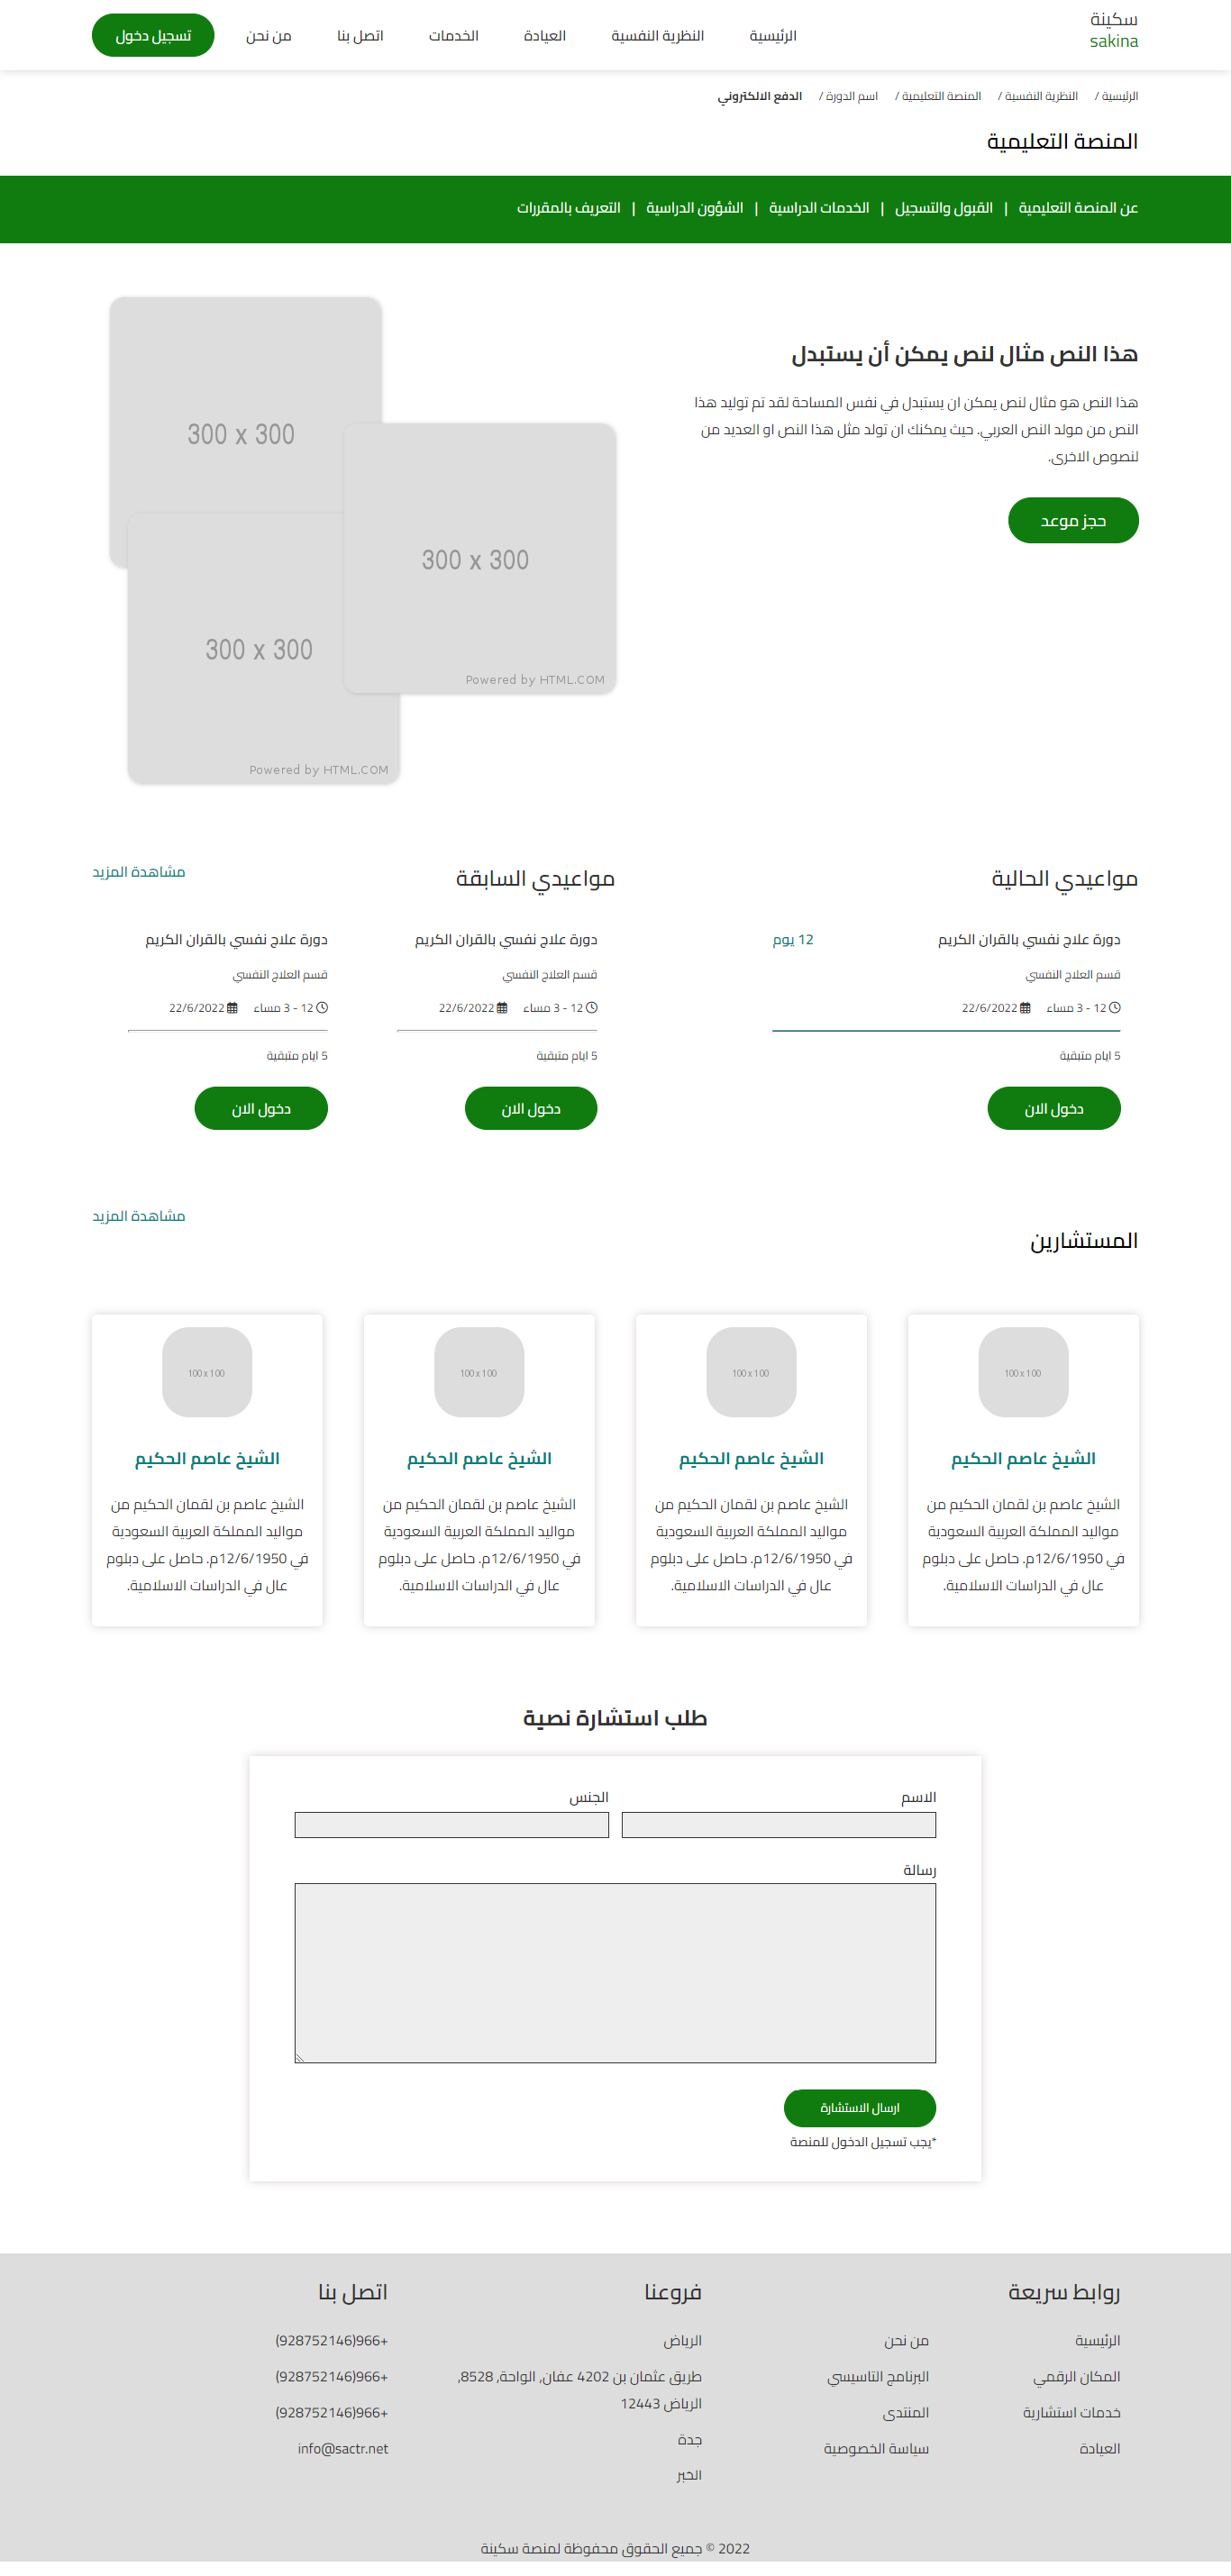 سكينة
sakina
الرئيسية
النظرية النفسية
العيادة
الخدمات
اتصل بنا
من نحن
تسجيل دخول
الرئيسية / النظرية النفسية / المنصة التعليمية / اسم الدورة / الدفع الالكتروني
المنصة التعليمية
عن المنصة التعليمية | القبول والتسجيل | الخدمات الدراسية | الشؤون الدراسية | التعريف بالمقررات
هذا النص مثال لنص يمكن أن يستبدل
هذا النص هو مثال لنص يمكن ان يستبدل في نفس المساحة لقد تم توليد هذا
النص من مولد النص العربي. حيث يمكنك ان تولد مثل هذا النص او العديد من
لنصوص الاخرى.
حجز موعد
300 x 300
300 x 300
Powered by HTML.COM
300 x 300
Powered by HTML.COM
مواعيدي الحالية
دورة علاج نفسي بالقران الكريم
12 يوم
قسم العلاج النفسي
12 - 3 مساء 22/6/2022
5 ايام متبقية
دخول الان
مواعيدي السابقة
مشاهدة المزيد
دورة علاج نفسي بالقران الكريم
قسم العلاج النفسي
12 - 3 مساء 22/6/2022
5 ايام متبقية
دخول الان
دورة علاج نفسي بالقران الكريم
قسم العلاج النفسي
12 - 3 مساء 22/6/2022
5 ايام متبقية
دخول الان
المستشارين
مشاهدة المزيد
100 x 100
الشيخ عاصم الحكيم
الشيخ عاصم بن لقمان الحكيم من
مواليد المملكة العربية السعودية
في 12/6/1950م. حاصل على دبلوم
عال في الدراسات الاسلامية.
100 x 100
الشيخ عاصم الحكيم
الشيخ عاصم بن لقمان الحكيم من
مواليد المملكة العربية السعودية
في 12/6/1950م. حاصل على دبلوم
عال في الدراسات الاسلامية.
100 x 100
الشيخ عاصم الحكيم
الشيخ عاصم بن لقمان الحكيم من
مواليد المملكة العربية السعودية
في 12/6/1950م. حاصل على دبلوم
عال في الدراسات الاسلامية.
100 x 100
الشيخ عاصم الحكيم
الشيخ عاصم بن لقمان الحكيم من
مواليد المملكة العربية السعودية
في 12/6/1950م. حاصل على دبلوم
عال في الدراسات الاسلامية.
طلب استشارة نصية
الاسم
الجنس
رسالة
ارسال الاستشارة
*يجب تسجيل الدخول للمنصة
روابط سريعة
الرئيسية
المكان الرقمي
خدمات استشارية
العيادة
من نحن
البرنامج التاسيسي
المنتدى
سياسة الخصوصية
فروعنا
الرياض
طريق عثمان بن 4202 عفان, الواحة, 8528,
الرياض 12443
جدة
الخبر
اتصل بنا
+966(928752146)
+966(928752146)
+966(928752146)
info@sactr.net
2022 © جميع الحقوق محفوظة لمنصة سكينة